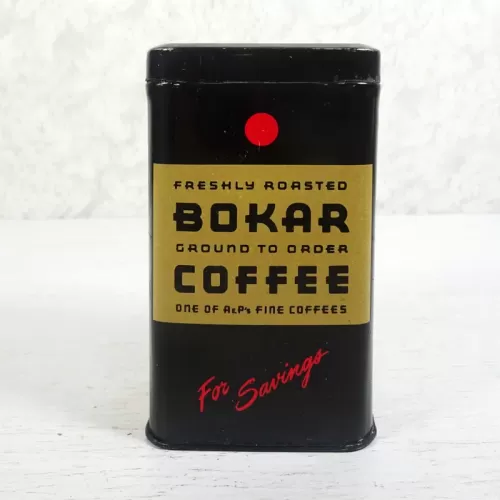 FRESHLY ROASTED
BOKAR
GROUND TO ORDER
COFFEE
ONE OF A&P's FINE COFFEES
For Savings